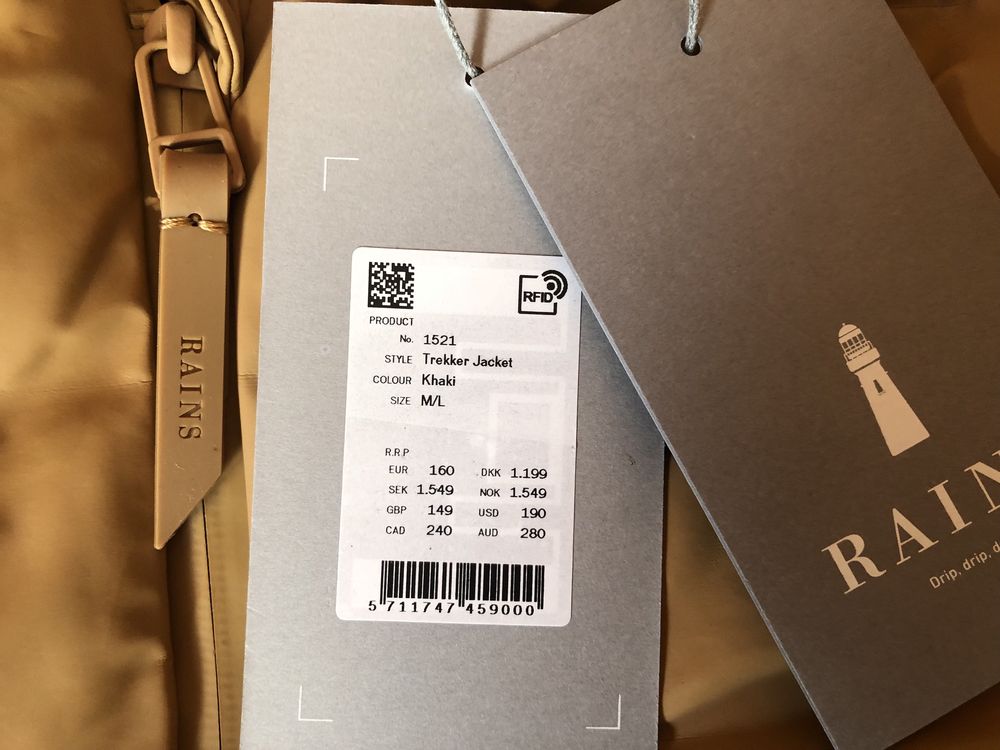 RAINS
RFID
PRODUCT
No. 1521
STYLE Trekker Jacket
COLOUR Khaki
SIZE M/L
R.R.P
EUR 160 DKK 1.199
SEK 1.549 NOK 1.549
GBP 149 USD 190
CAD 240 AUD 280
5 711747 459000
RAIN
Drip, drip, d